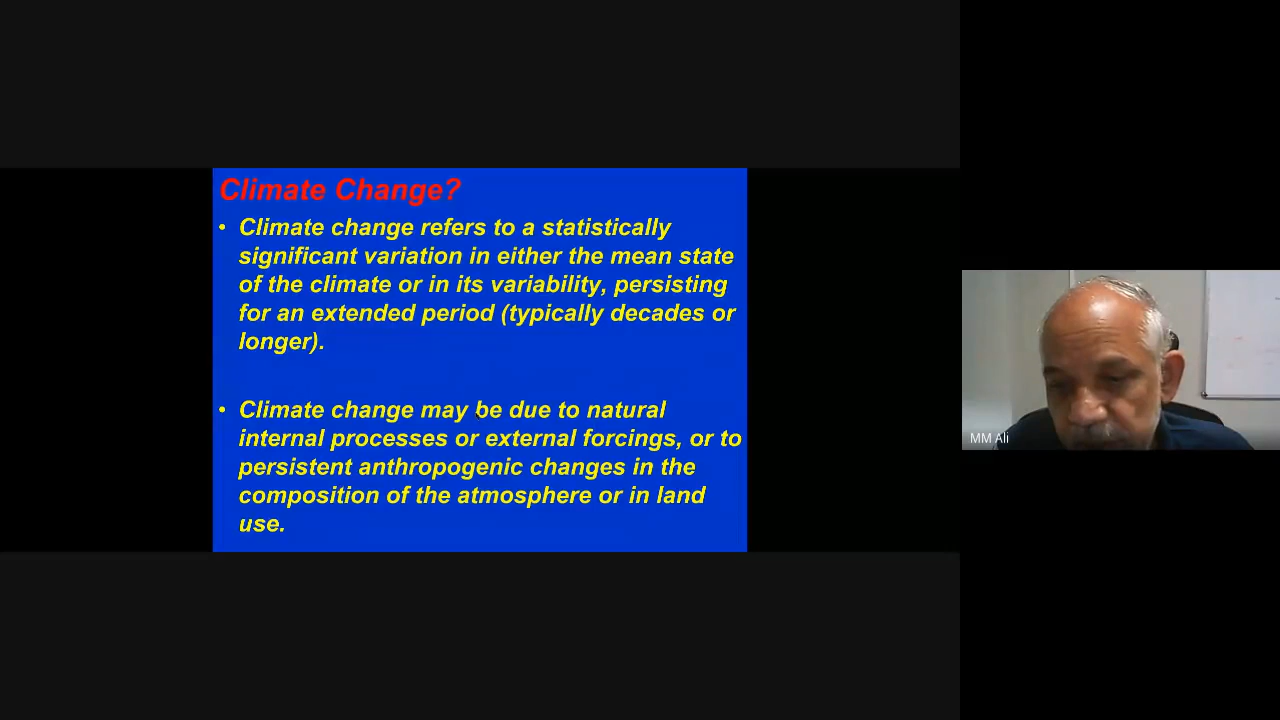 Climate Change?
• Climate change refers to a statistically
significant variation in either the mean state
of the climate or in its variability, persisting
for an extended period (typically decades or
longer).
• Climate change may be due to natural
internal processes or external forcings, or to
persistent anthropogenic changes in the
composition of the atmosphere or in land
use.
MM Ali